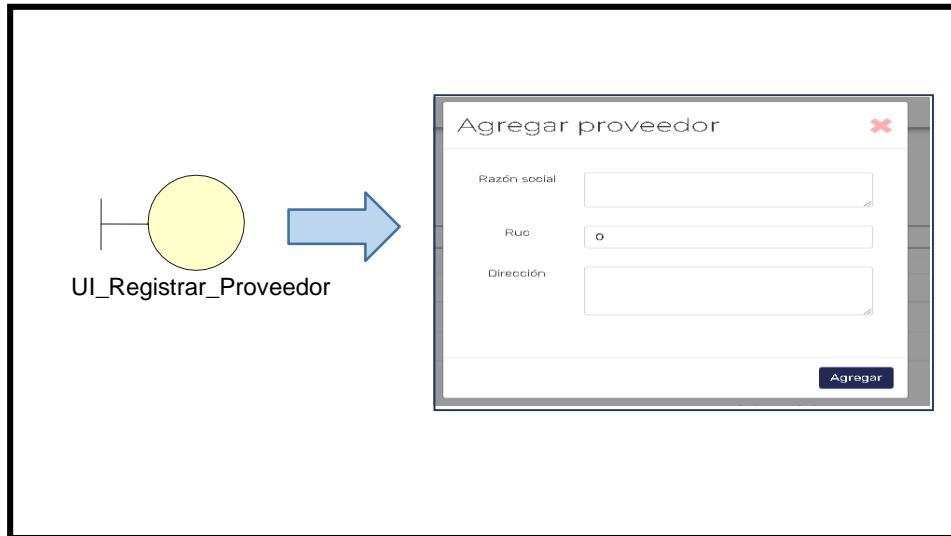 Agregar proveedor
Razón social
Ruc
0
Dirección
Agregar
UI_Registrar_Proveedor